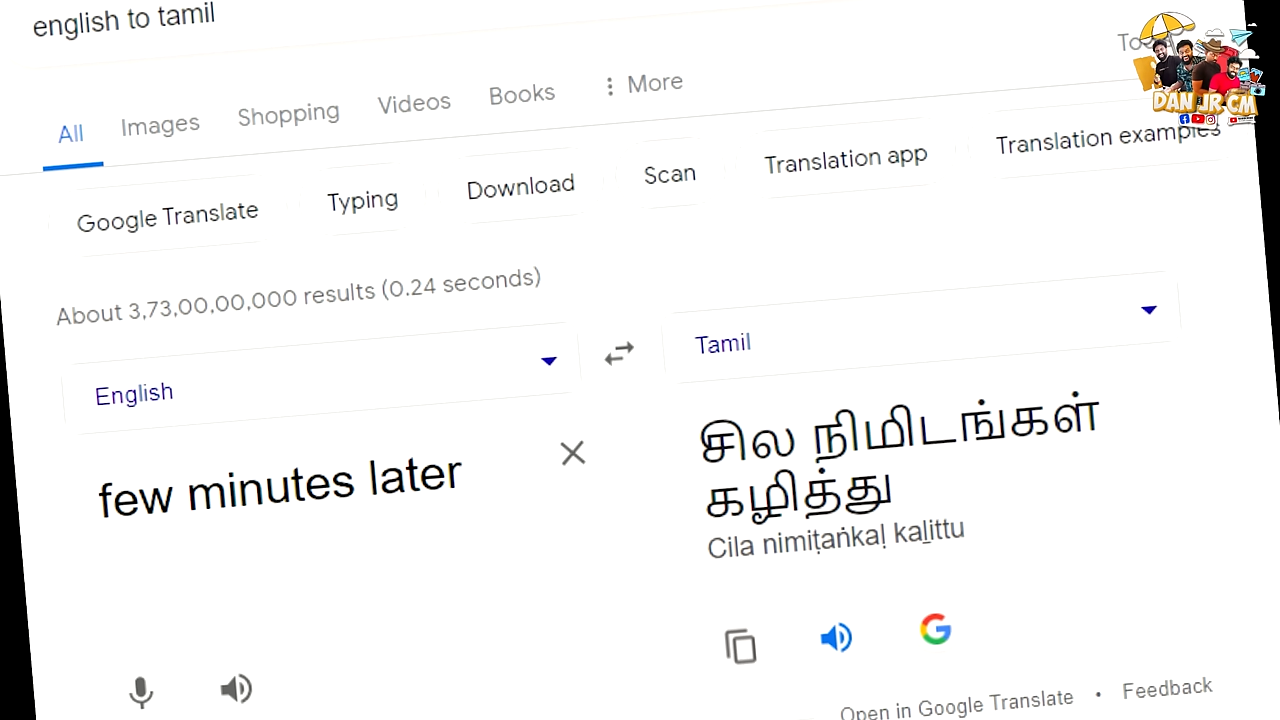 english to tamil
All Images Shopping Videos Books More
DAN JR CM
Google Translate Typing Download Scan Translation app Translation examples
About 3,73,00,00,000 results (0.24 seconds)
English Tamil
few minutes later
சில நிமிடங்கள்
கழித்து
Cila nimiṭaṅkaḷ kaḻittu
Open in Google Translate • Feedback